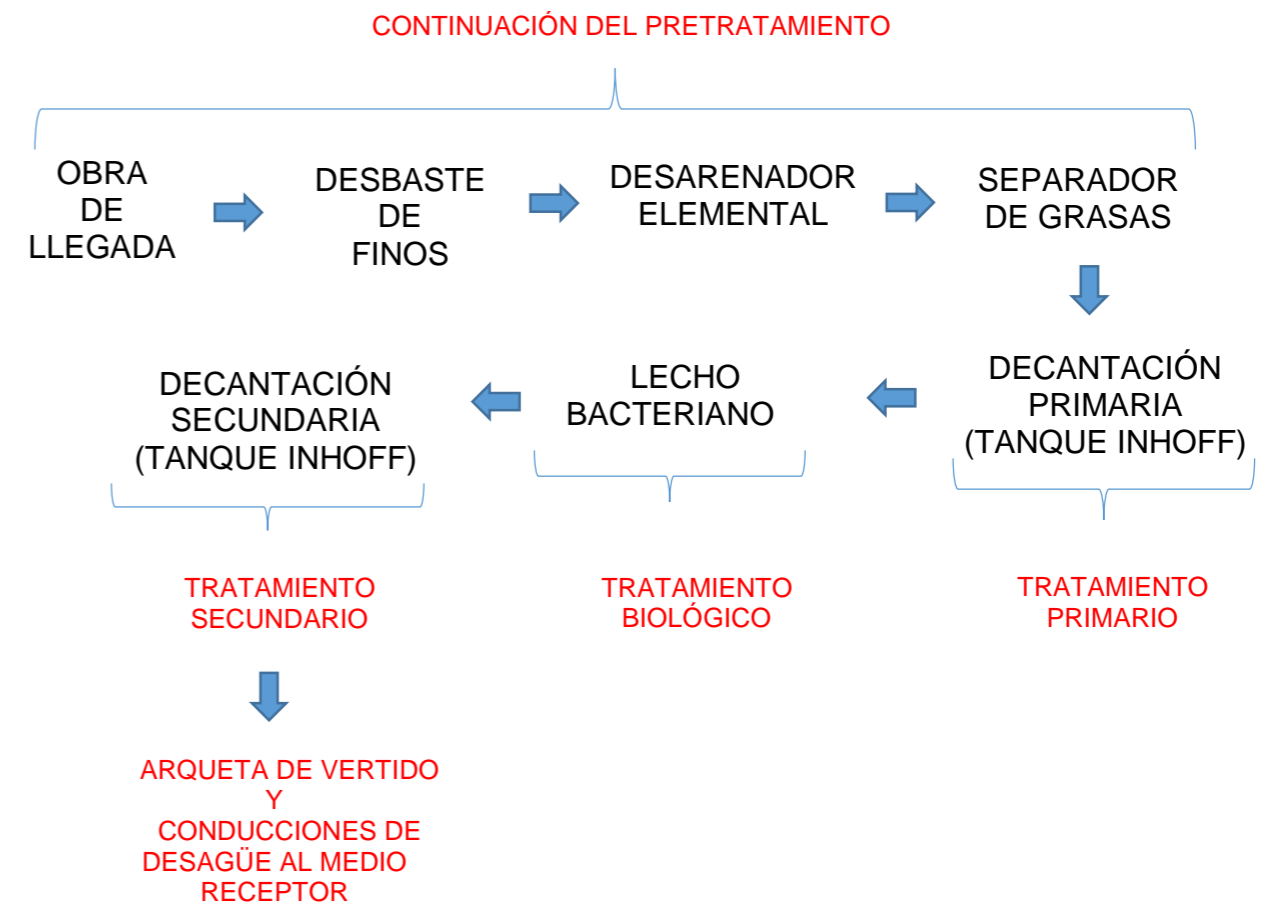 CONTINUACIÓN DEL PRETRATAMIENTO
OBRA
DE
LLEGADA
DESBASTE
DE
FINOS
DESARENADOR
ELEMENTAL
SEPARADOR
DE GRASAS
DECANTACIÓN
PRIMARIA
(TANQUE INHOFF)
TRATAMIENTO
PRIMARIO
LECHO
BACTERIANO
TRATAMIENTO
BIOLÓGICO
DECANTACIÓN
SECUNDARIA
(TANQUE INHOFF)
TRATAMIENTO
SECUNDARIO
ARQUETA DE VERTIDO
Y
CONDUCCIONES DE
DESAGÜE AL MEDIO
RECEPTOR